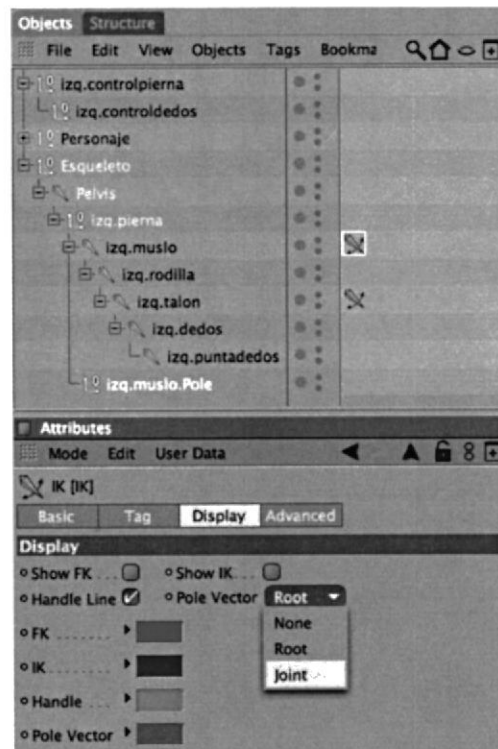 Objects Structure
File Edit View Objects Tags Bookma
izq.controlpierna
izq.controldedos
Personaje
Esqueleto
Pelvis
izq.pierna
izq.muslo
izq.rodilla
izq.talon
izq.dedos
izq.puntadedos
izq.muslo.Pole
Attributes
Mode Edit User Data
IK [IK]
Basic Tag Display Advanced
Display
Show FK Show IK
Handle Line Pole Vector Root
None
FK
Root
IK
Joint
Handle
Pole Vector